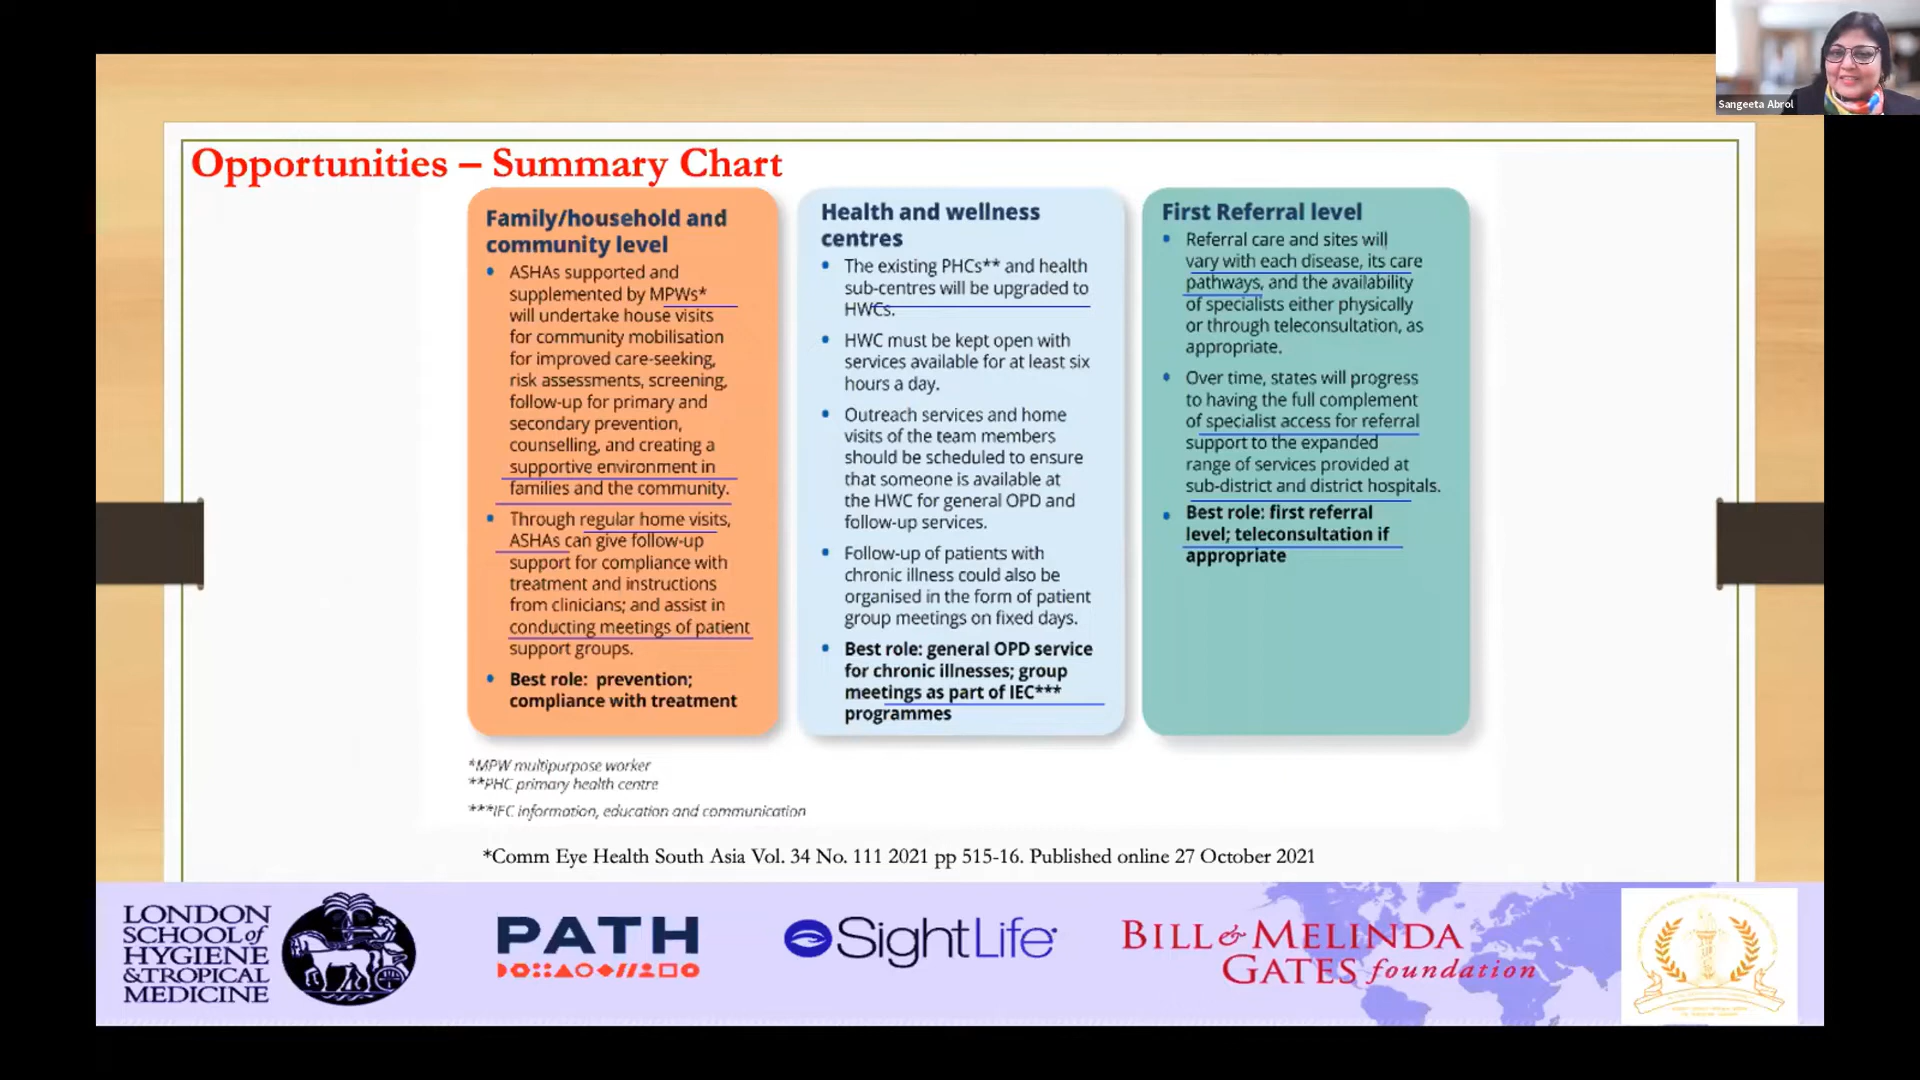 Sangeeta Abrol
Opportunities – Summary Chart
Family/household and
community level
• ASHAs supported and
supplemented by MPWs*
will undertake house visits
for community mobilisation
for improved care-seeking,
risk assessments, screening,
follow-up for primary and
secondary prevention,
counselling, and creating a
supportive environment in
families and the community.
• Through regular home visits,
ASHAs can give follow-up
support for compliance with
treatment and instructions
from clinicians; and assist in
conducting meetings of patient
support groups.
• Best role: prevention;
compliance with treatment
Health and wellness
centres
• The existing PHCs** and health
sub-centres will be upgraded to
HWCs.
• HWC must be kept open with
services available for at least six
hours a day.
• Outreach services and home
visits of the team members
should be scheduled to ensure
that someone is available at
the HWC for general OPD and
follow-up services.
• Follow-up of patients with
chronic illness could also be
organised in the form of patient
group meetings on fixed days.
• Best role: general OPD service
for chronic illnesses; group
meetings as part of IEC***
programmes
First Referral level
• Referral care and sites will
vary with each disease, its care
pathways, and the availability
of specialists either physically
or through teleconsultation, as
appropriate.
• Over time, states will progress
to having the full complement
of specialist access for referral
support to the expanded
range of services provided at
sub-district and district hospitals.
• Best role: first referral
level; teleconsultation if
appropriate
*MPW multipurpose worker
**PHC primary health centre
***IEC information, education and communication
*Comm Eye Health South Asia Vol. 34 No. 111 2021 pp 515-16. Published online 27 October 2021
LONDON
SCHOOL of
HYGIENE
& TROPICAL
MEDICINE
PATH
SightLife
BILL & MELINDA
GATES foundation